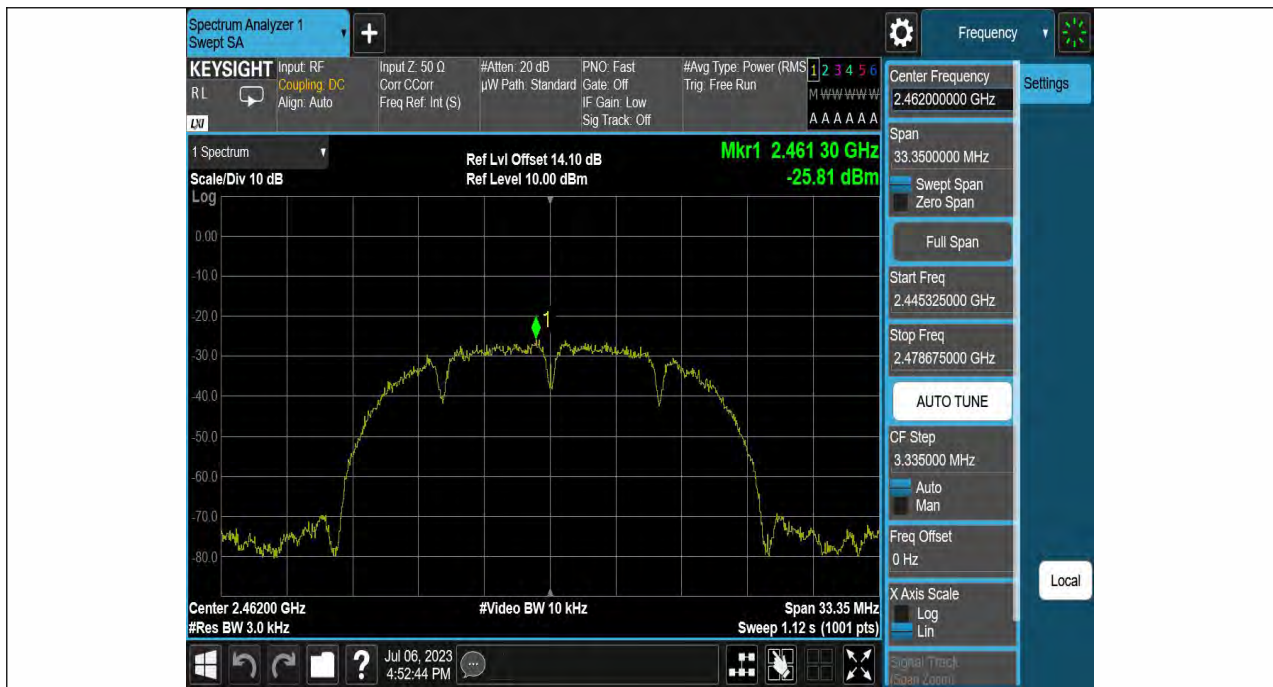 Spectrum Analyzer 1
Swept SA
+
Frequency
KEYSIGHT
RL
LXI
Input: RF
Coupling: DC
Align: Auto
Input Z: 50 Ω
Corr CCorr
Freq Ref: Int (S)
#Atten: 20 dB
µW Path: Standard
PNO: Fast
Gate: Off
IF Gain: Low
Sig Track: Off
#Avg Type: Power (RMS
Trig: Free Run
1 2 3 4 5 6
M W W W W W
A A A A A A
1 Spectrum
Scale/Div 10 dB
Log
Ref Lvl Offset 14.10 dB
Ref Level 10.00 dBm
Mkr1 2.461 30 GHz
-25.81 dBm
0.00
-10.0
-20.0
-30.0
-40.0
-50.0
-60.0
-70.0
-80.0
1
Center 2.46200 GHz
#Res BW 3.0 kHz
#Video BW 10 kHz
Span 33.35 MHz
Sweep 1.12 s (1001 pts)
Center Frequency
2.462000000 GHz
Settings
Span
33.3500000 MHz
Swept Span
Zero Span
Full Span
Start Freq
2.445325000 GHz
Stop Freq
2.478675000 GHz
AUTO TUNE
CF Step
3.335000 MHz
Auto
Man
Freq Offset
0 Hz
X Axis Scale
Log
Lin
Local
Signal Track
(Span Zoom)
?
Jul 06, 2023
4:52:44 PM